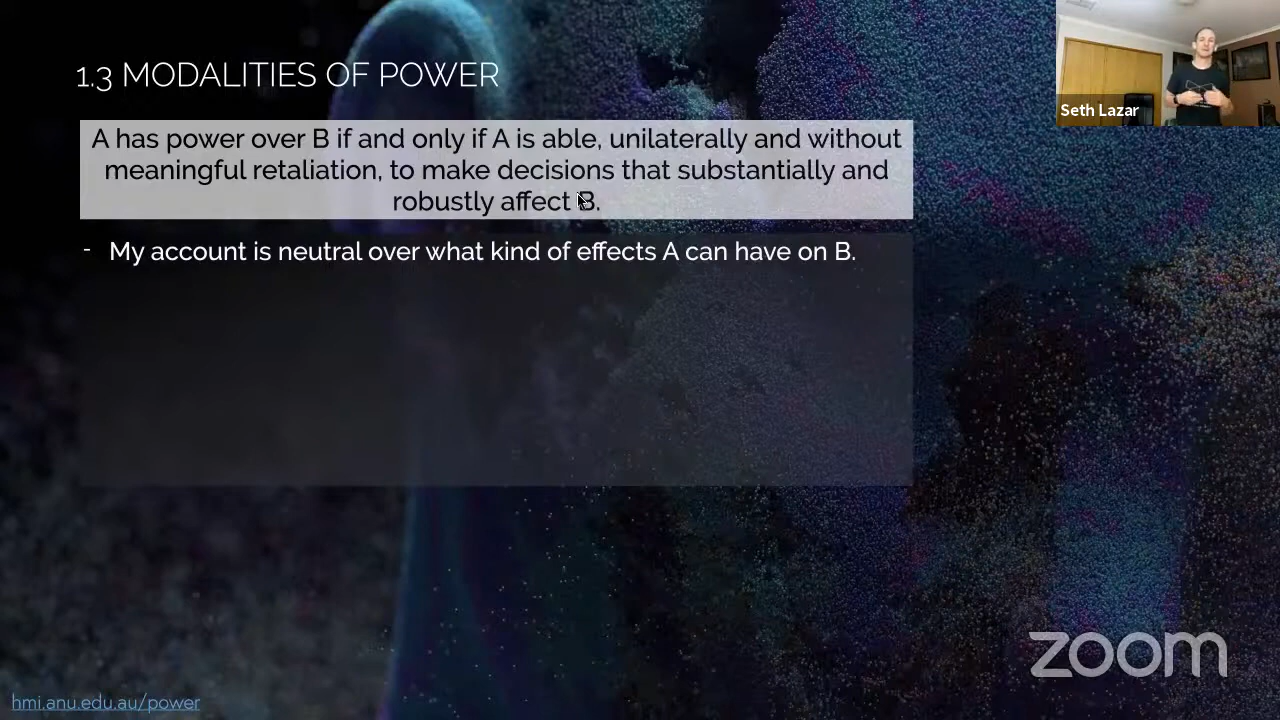 1.3 MODALITIES OF POWER
Seth Lazar
A has power over B if and only if A is able, unilaterally and without
meaningful retaliation, to make decisions that substantially and
robustly affect B.
- My account is neutral over what kind of effects A can have on B.
zoom
hmi.anu.edu.au/power